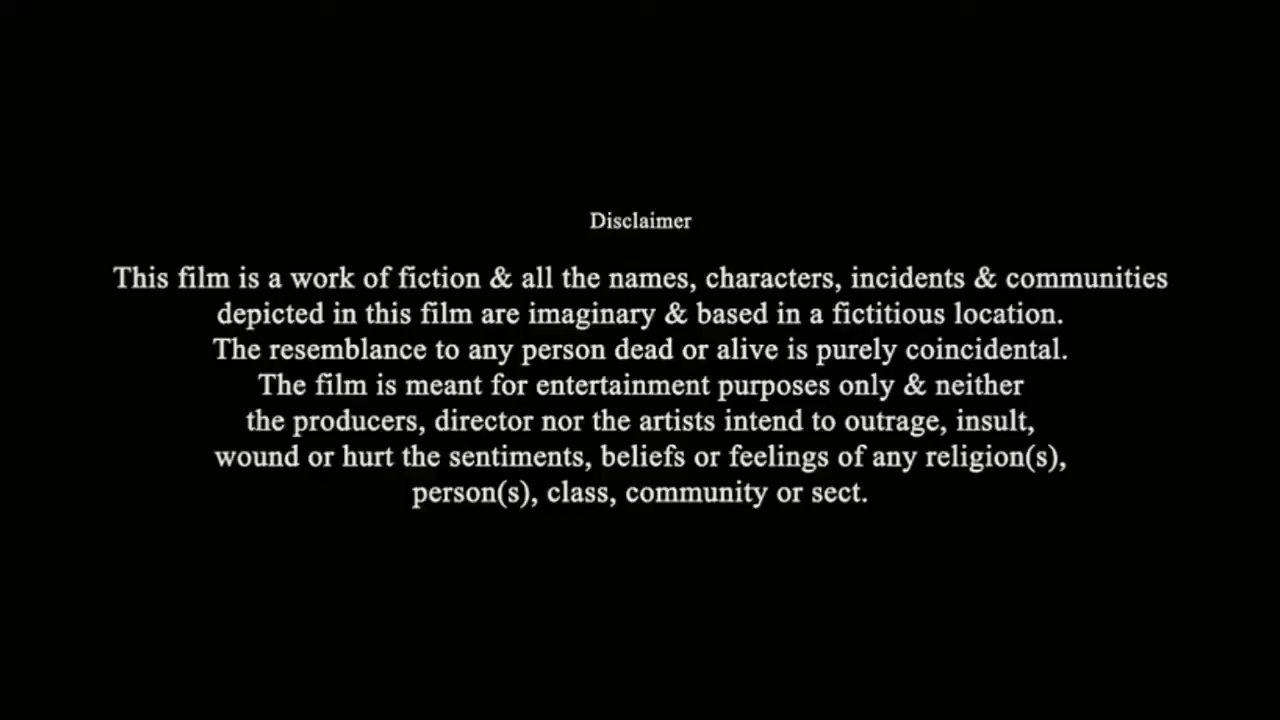 Disclaimer
This film is a work of fiction & all the names, characters, incidents & communities
depicted in this film are imaginary & based in a fictitious location.
The resemblance to any person dead or alive is purely coincidental.
The film is meant for entertainment purposes only & neither
the producers, director nor the artists intend to outrage, insult,
wound or hurt the sentiments, beliefs or feelings of any religion(s),
person(s), class, community or sect.